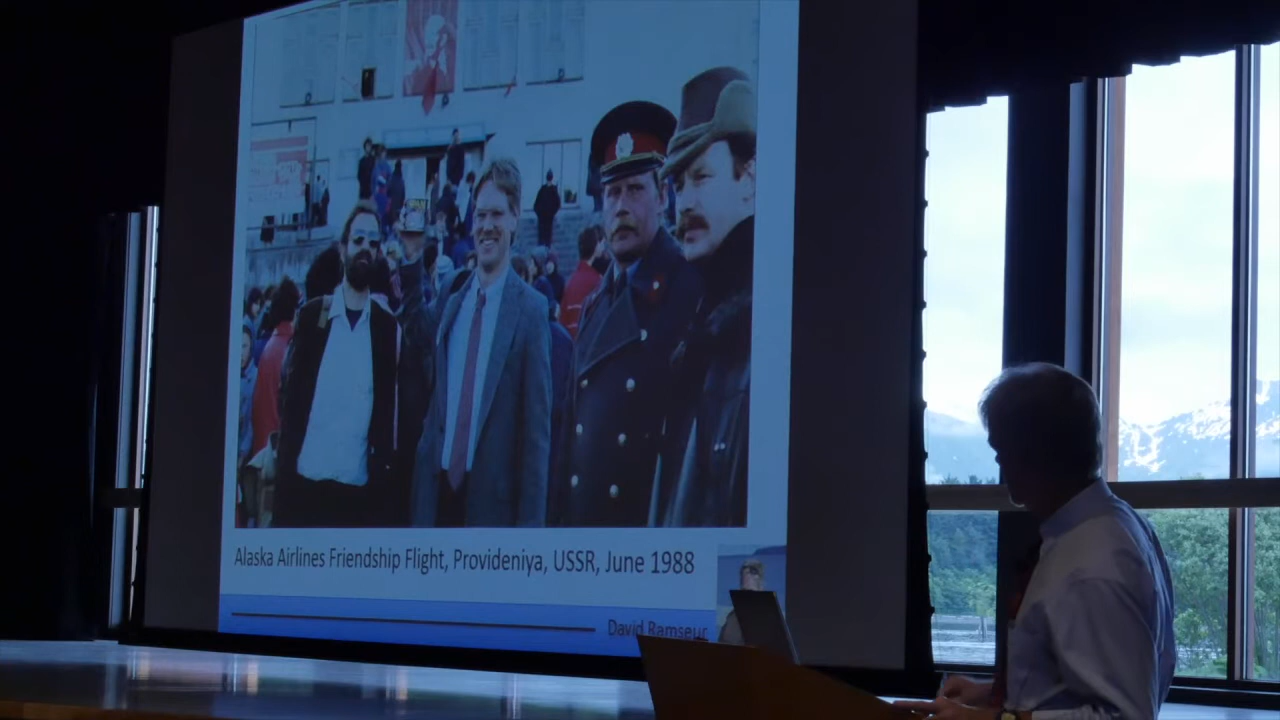 Alaska Airlines Friendship Flight, Provideniya, USSR, June 1988
David Ramseur